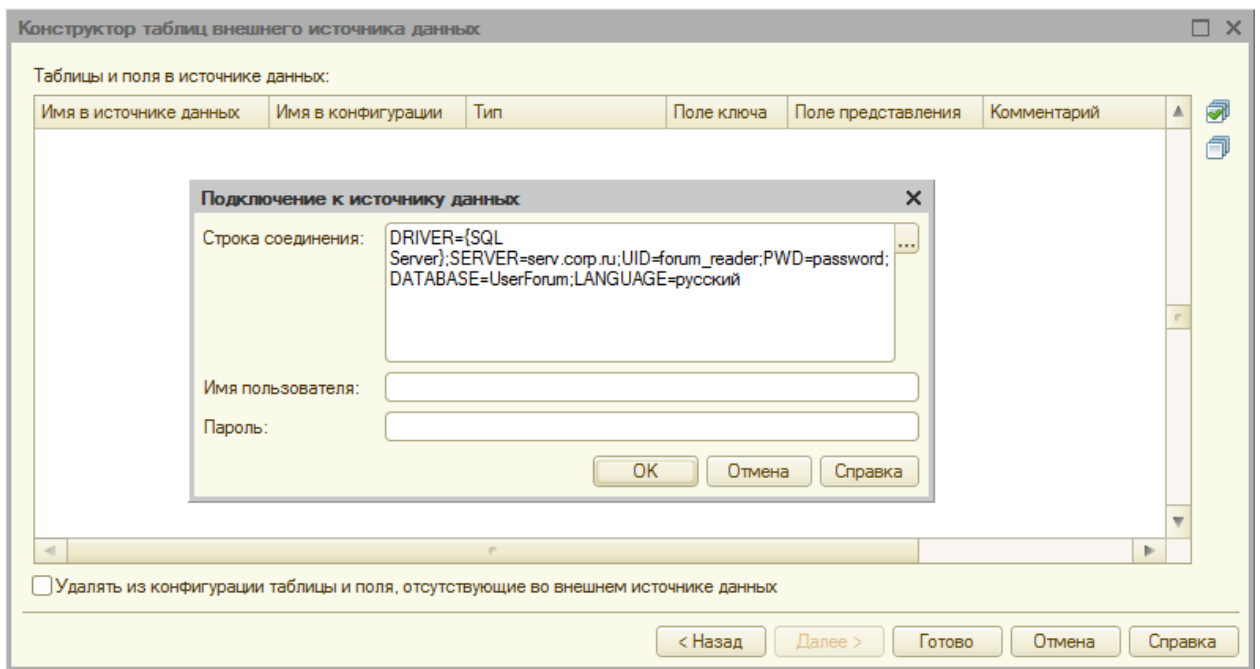 Конструктор таблиц внешнего источника данных
Таблицы и поля в источнике данных:
Имя в источнике данных Имя в конфигурации Тип Поле ключа Поле представления Комментарий
Подключение к источнику данных
Строка соединения: DRIVER={SQL
Server};SERVER=serv.corp.ru;UID=forum_reader;PWD=password;
DATABASE=UserForum;LANGUAGE=русский
...
Имя пользователя:
Пароль:
OK Отмена Справка
Удалять из конфигурации таблицы и поля, отсутствующие во внешнем источнике данных
< Назад Далее > Готово Отмена Справка